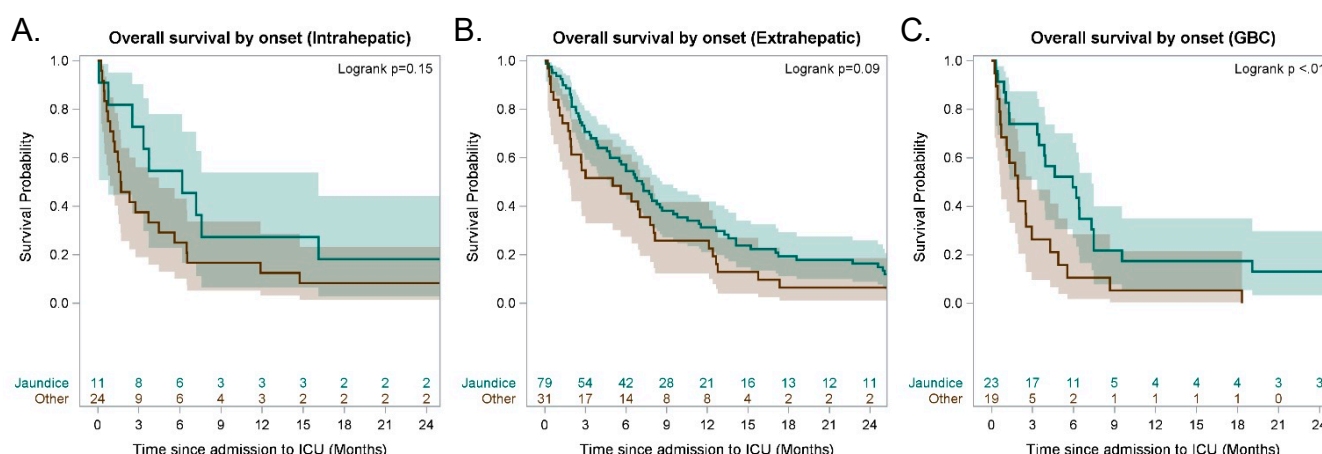 A.
Overall survival by onset (Intrahepatic)
Logrank p=0.15
Survival Probability
1.0
0.8
0.6
0.4
0.2
0.0
Jaundice 11 8 6 3 3 3 2 2 2
Other 24 9 6 4 3 2 2 2 2
0 3 6 9 12 15 18 21 24
Time since admission to ICU (Months)
B.
Overall survival by onset (Extrahepatic)
Logrank p=0.09
Survival Probability
1.0
0.8
0.6
0.4
0.2
0.0
79 54 42 28 21 16 13 12 11
31 17 14 8 8 4 2 2 2
0 3 6 9 12 15 18 21 24
Time since admission to ICU (Months)
C.
Overall survival by onset (GBC)
Logrank p <.01
Survival Probability
1.0
0.8
0.6
0.4
0.2
0.0
Jaundice 23 17 11 5 4 4 4 3 3
Other 19 5 2 1 1 1 1 0
0 3 6 9 12 15 18 21 24
Time since admission to ICU (Months)